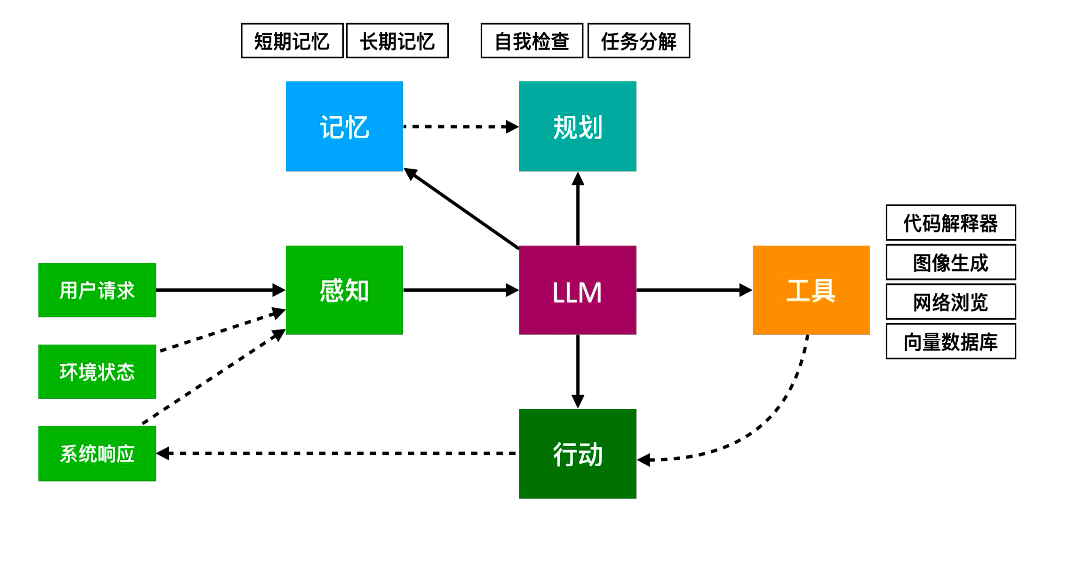 短期记忆
长期记忆
自我检查
任务分解
记忆
规划
代码解释器
图像生成
网络浏览
向量数据库
用户请求
感知
LLM
工具
环境状态
系统响应
行动